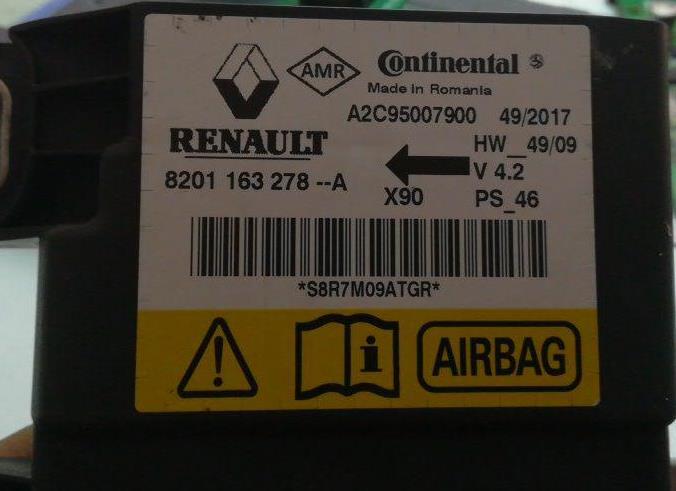 AMR Continental
Made in Romania
A2C95007900 49/2017
RENAULT HW_49/09
V 4.2
8201 163 278 --A
X90 PS_46
*S8R7M09ATGR*
AIRBAG